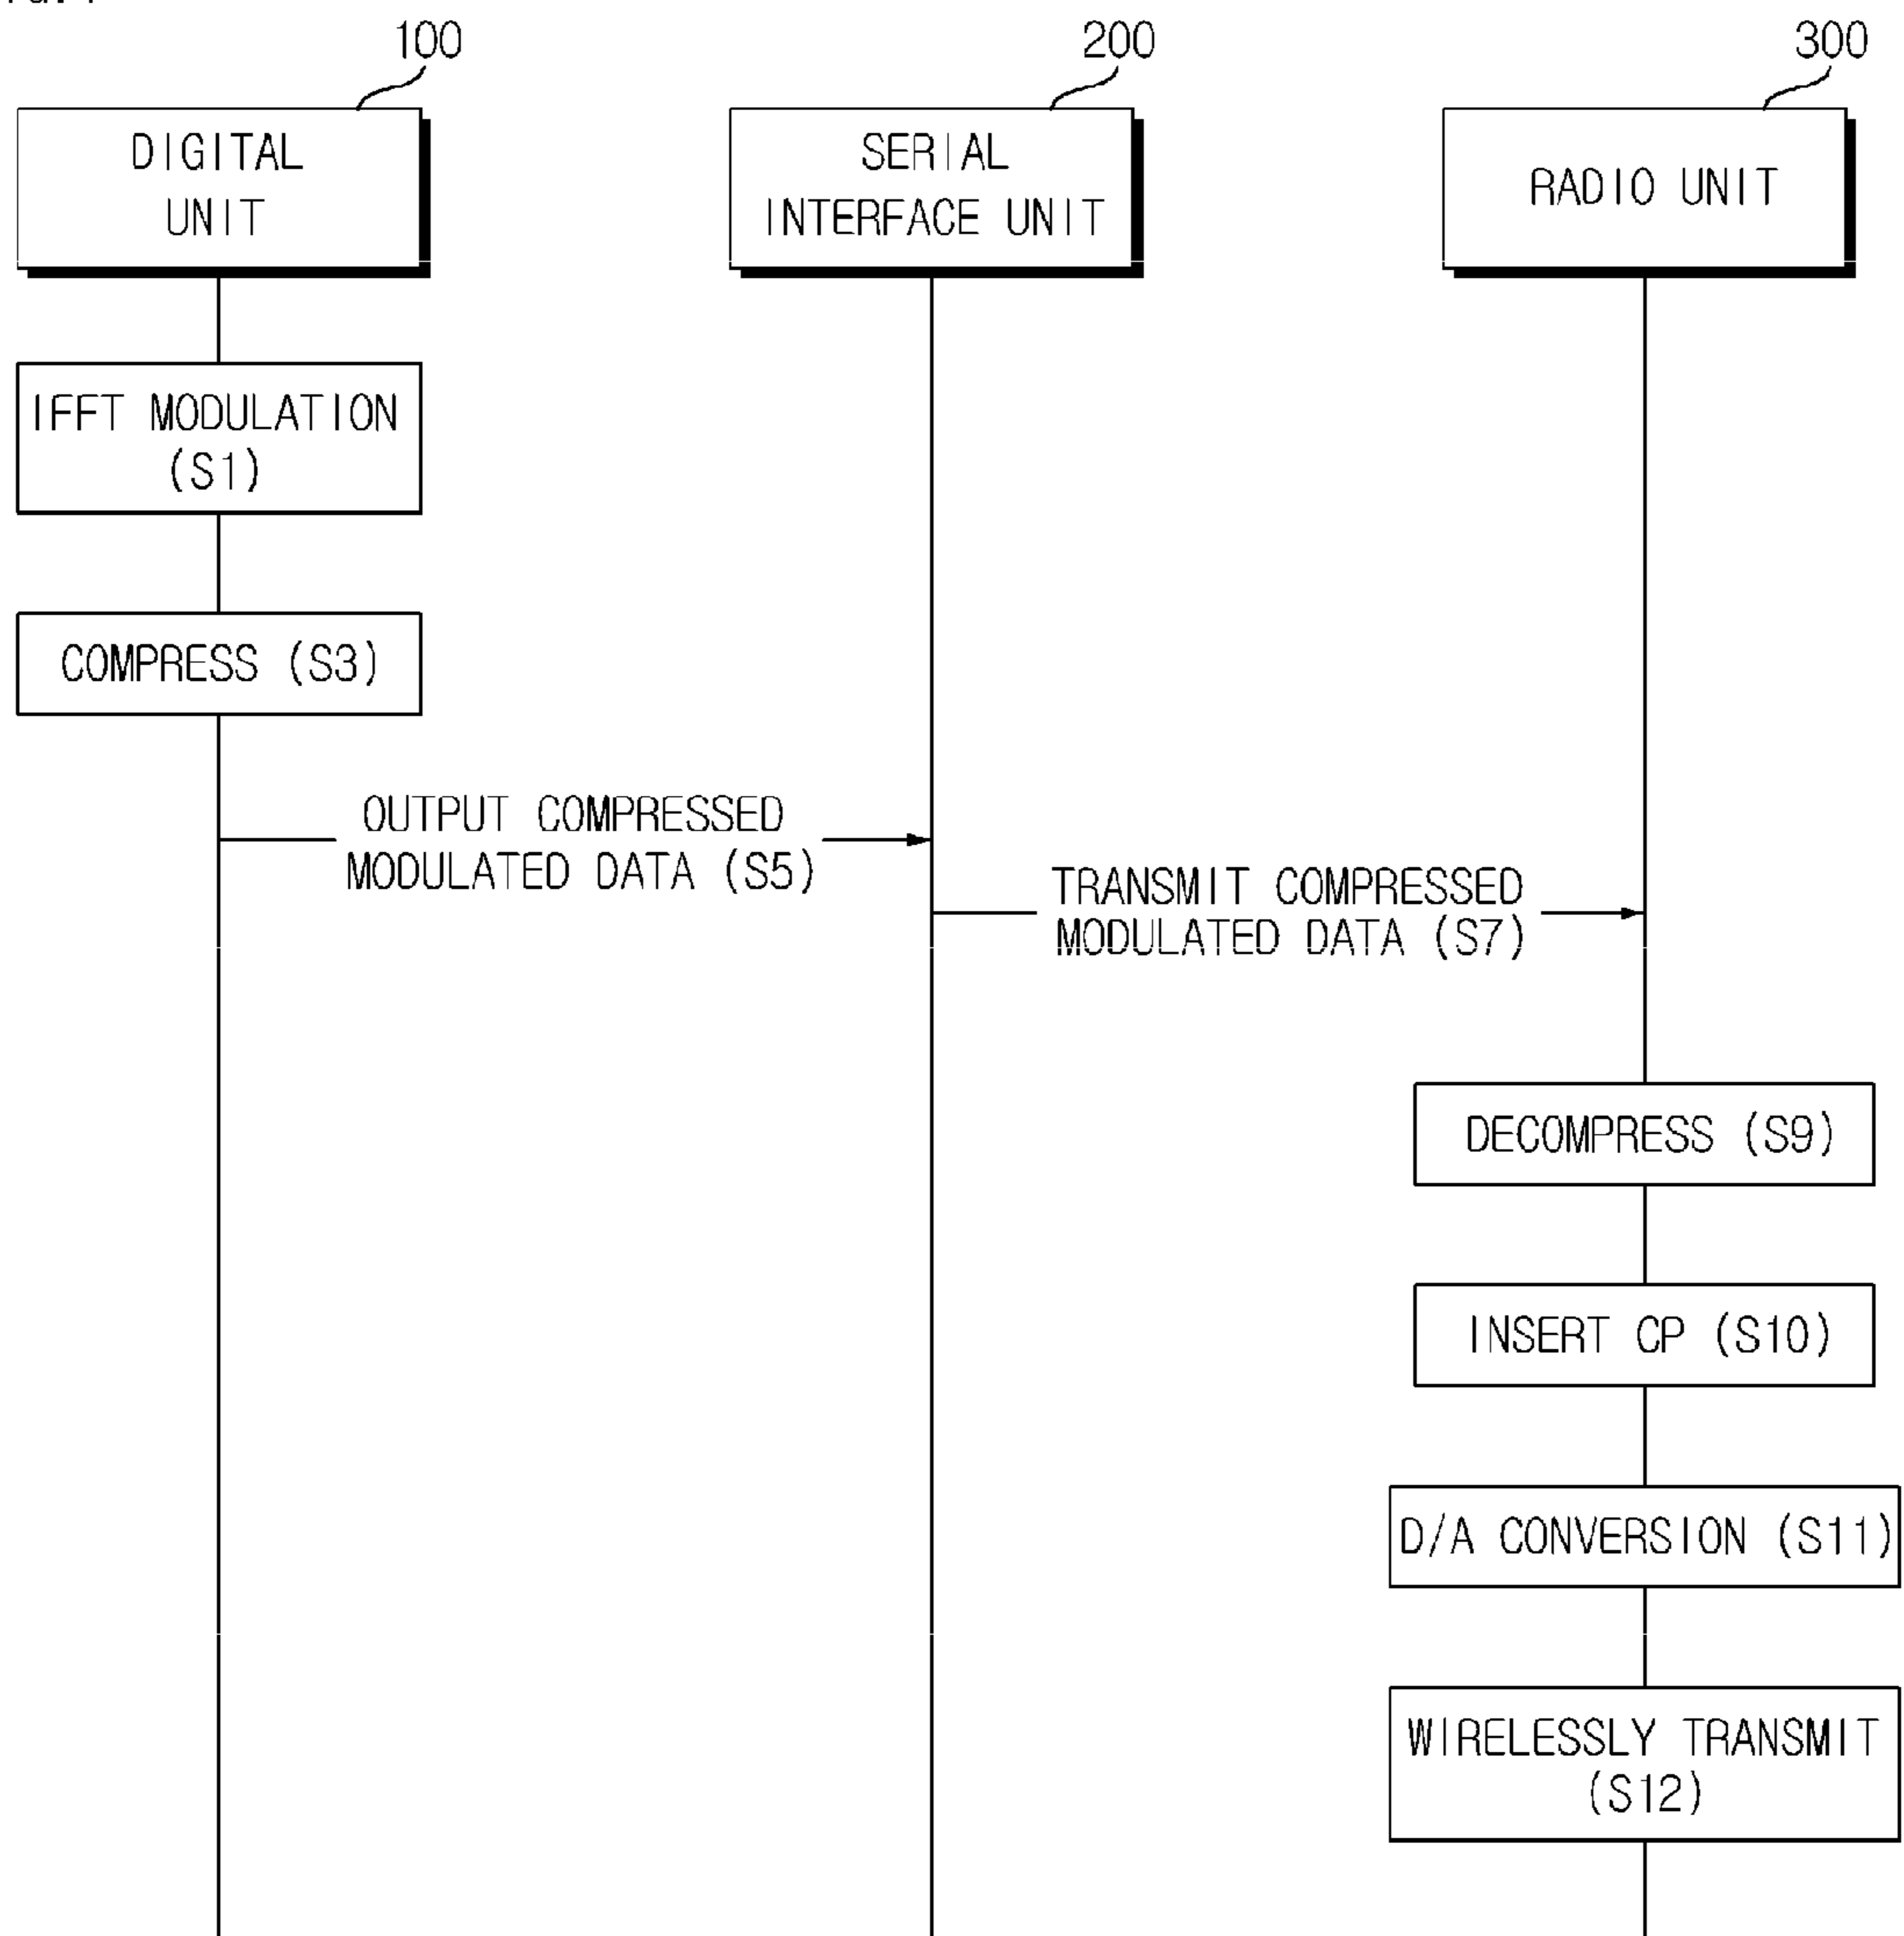 100
200
300
DIGITAL
UNIT
SERIAL
INTERFACE UNIT
RADIO UNIT
IFFT MODULATION
(S1)
COMPRESS (S3)
OUTPUT COMPRESSED
MODULATED DATA (S5)
TRANSMIT COMPRESSED
MODULATED DATA (S7)
DECOMPRESS (S9)
INSERT CP (S10)
D/A CONVERSION (S11)
WIRELESSLY TRANSMIT
(S12)